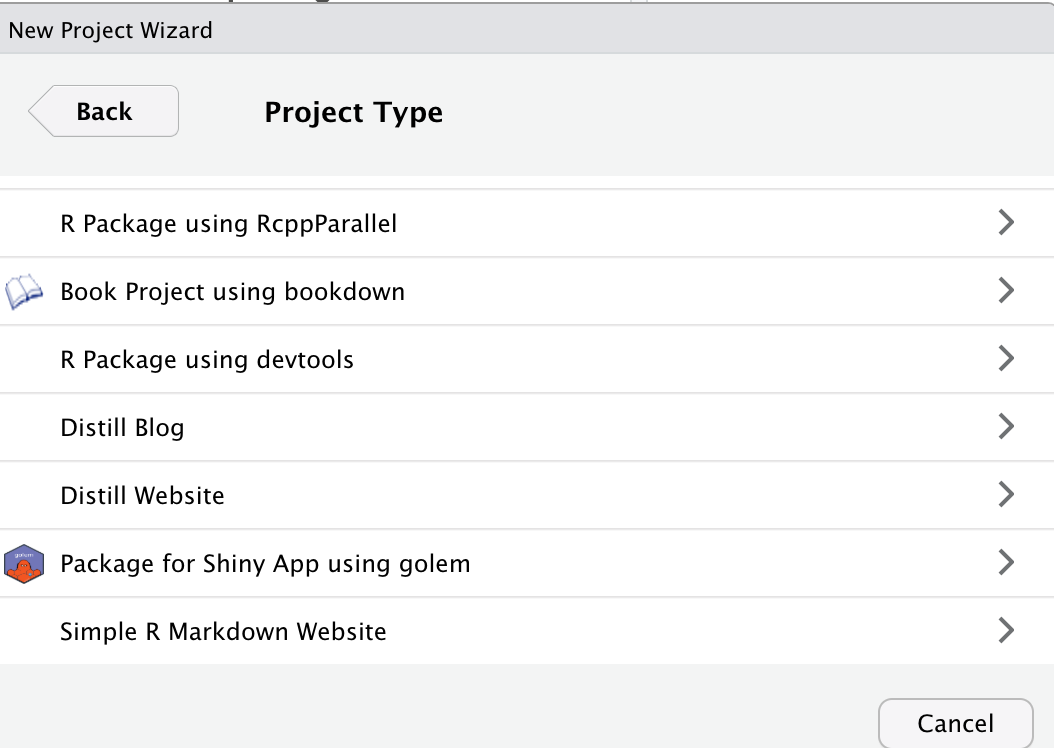 New Project Wizard
Back
Project Type
R Package using RcppParallel
Book Project using bookdown
R Package using devtools
Distill Blog
Distill Website
golem
Package for Shiny App using golem
Simple R Markdown Website
Cancel